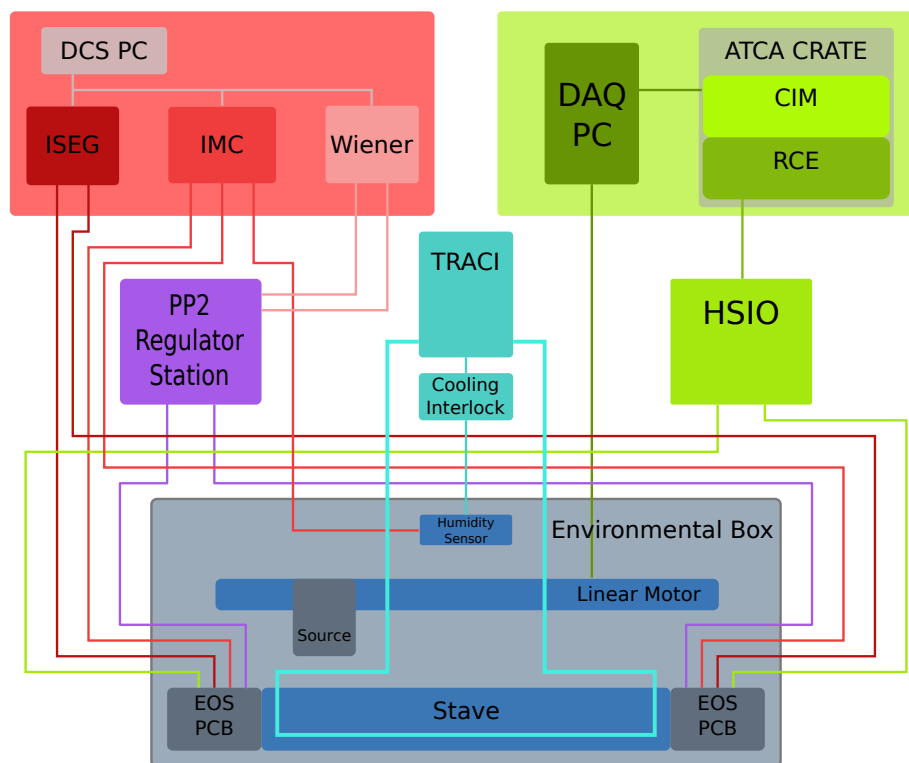 DCS PC
ISEG
IMC
Wiener
DAQ
PC
ATCA CRATE
CIM
RCE
TRACI
PP2
Regulator
Station
HSIO
Cooling
Interlock
Humidity
Sensor
Environmental Box
Linear Motor
Source
EOS
PCB
Stave
EOS
PCB